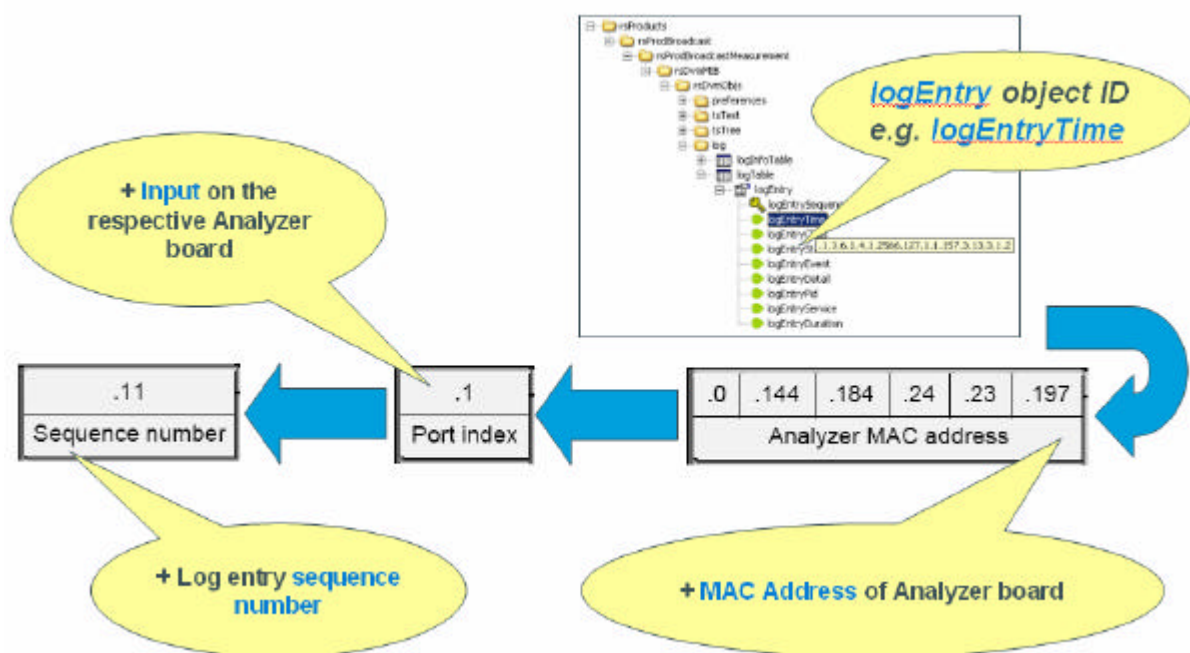 rsProducts
rsProdBroadcast
rsProdBroadcastMeasurement
rsDvmMIB
rsDvmObjs
preferences
tsTest
tsTree
log
logInfoTable
logTable
logEntry
logEntrySequence
logEntryTime
logEntryEvent
logEntryDetail
logEntryPid
logEntryService
logEntryDuration
logEntry object ID
e.g. logEntryTime
+ Input on the
respective Analyzer
board
.11
Sequence number
.1
Port index
.0 .144 .184 .24 .23 .197
Analyzer MAC address
+ Log entry sequence
number
+ MAC Address of Analyzer board